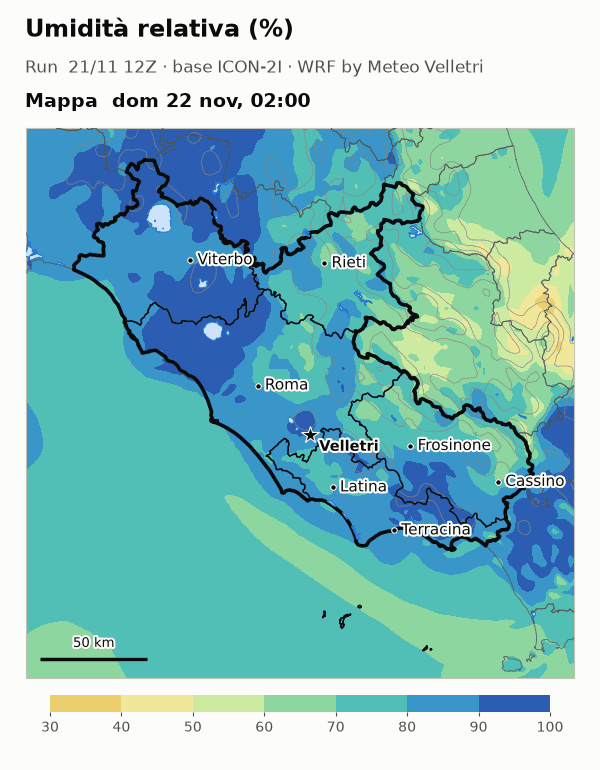 Umidità relativa (%)
Run  21/11 12Z · base ICON-2I · WRF by Meteo Velletri
Mappa  dom 22 nov, 02:00
Viterbo
Rieti
Roma
Velletri
Frosinone
Cassino
Latina
Terracina
50 km
30 40 50 60 70 80 90 100